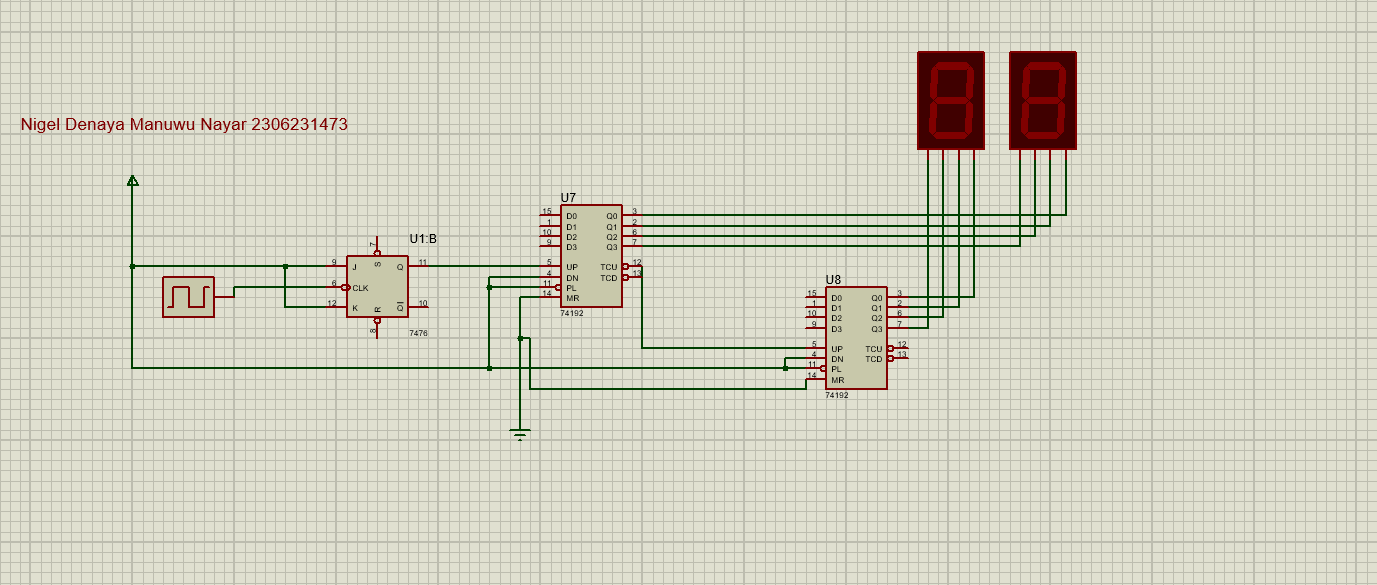 Nigel Denaya Manuwu Nayar 2306231473
U1:B
7
9 J S Q 11
6 CLK
12 K R Q 10
8
7476
U7
15 D0 Q0 3
1 D1 Q1 2
10 D2 Q2 6
9 D3 Q3 7
5 UP TCU 12
4 DN TCD 13
11 PL
14 MR
74192
U8
15 D0 Q0 3
1 D1 Q1 2
10 D2 Q2 6
9 D3 Q3 7
5 UP TCU 12
4 DN TCD 13
11 PL
14 MR
74192